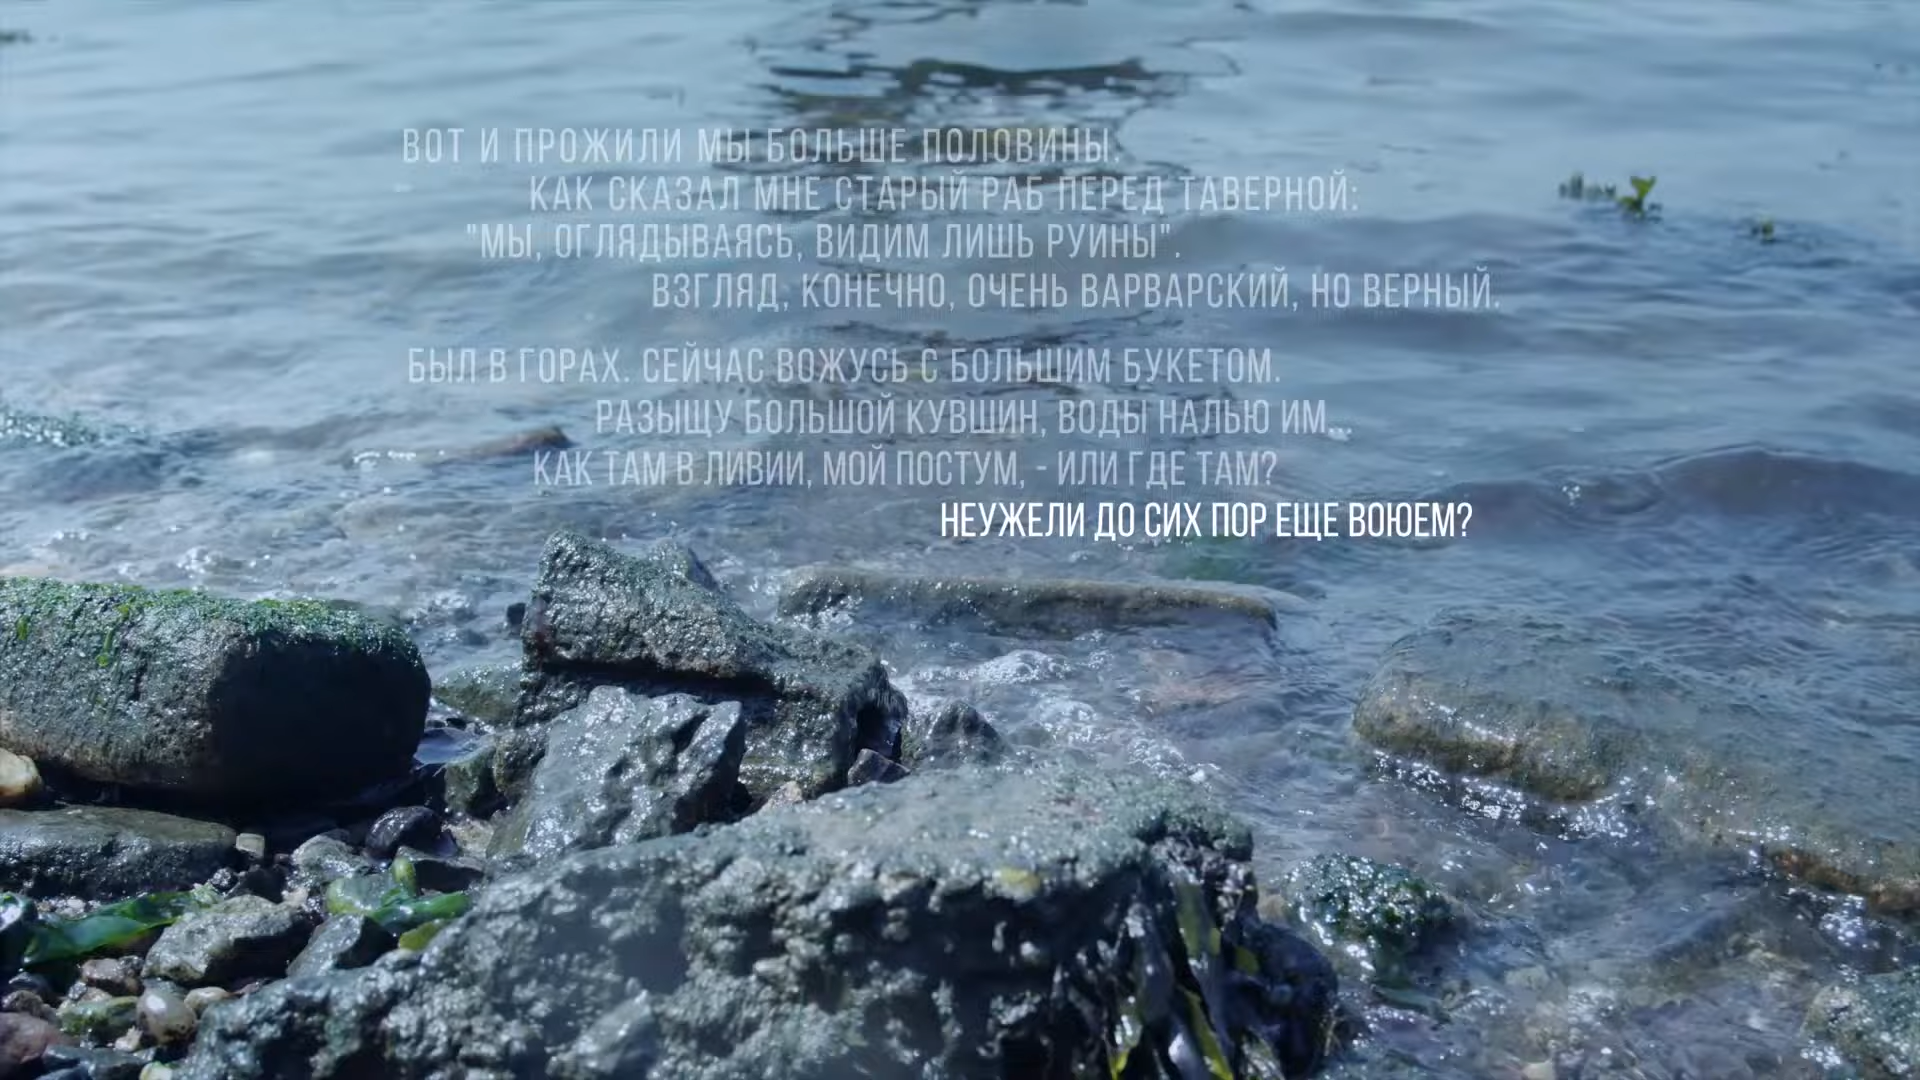 ВОТ И ПРОЖИЛИ МЫ БОЛЬШЕ ПОЛОВИНЫ.
КАК СКАЗАЛ МНЕ СТАРЫЙ РАБ ПЕРЕД ТАВЕРНОЙ:
"МЫ, ОГЛЯДЫВАЯСЬ, ВИДИМ ЛИШЬ РУИНЫ".
ВЗГЛЯД, КОНЕЧНО, ОЧЕНЬ ВАРВАРСКИЙ, НО ВЕРНЫЙ.
БЫЛ В ГОРАХ. СЕЙЧАС ВОЖУСЬ С БОЛЬШИМ БУКЕТОМ.
РАЗЫЩУ БОЛЬШОЙ КУВШИН, ВОДЫ НАЛЬЮ ИМ...
КАК ТАМ В ЛИВИИ, МОЙ ПОСТУМ, - ИЛИ ГДЕ ТАМ?
НЕУЖЕЛИ ДО СИХ ПОР ЕЩЕ ВОЮЕМ?